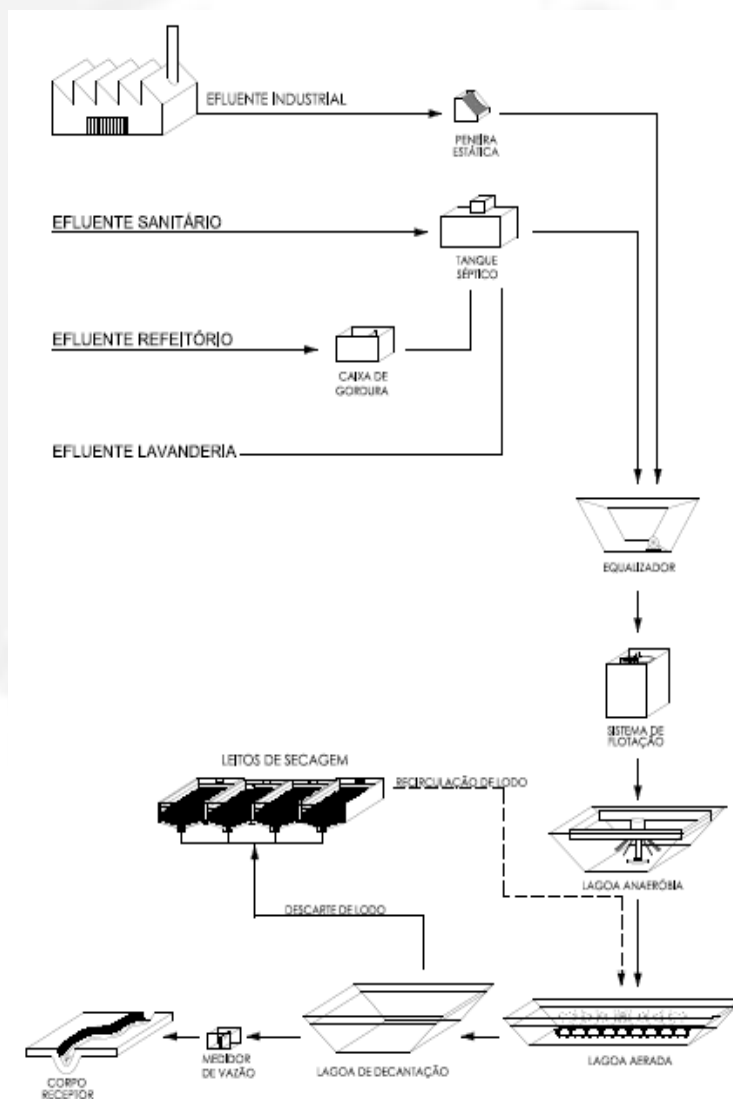 EFLUENTE INDUSTRIAL
PENEIRA
ESTÁTICA
EFLUENTE SANITÁRIO
TANQUE
SÉPTICO
EFLUENTE REFEITÓRIO
CAIXA DE
GORDURA
EFLUENTE LAVANDERIA
EQUALIZADOR
SISTEMA DE
FLOTAÇÃO
LEITOS DE SECAGEM
RECIRCULAÇÃO DE LODO
LAGOA ANAERÓBIA
DESCARTE DE LODO
LAGOA AERADA
LAGOA DE DECANTAÇÃO
MEDIDOR
DE VAZÃO
CORPO
RECEPTOR